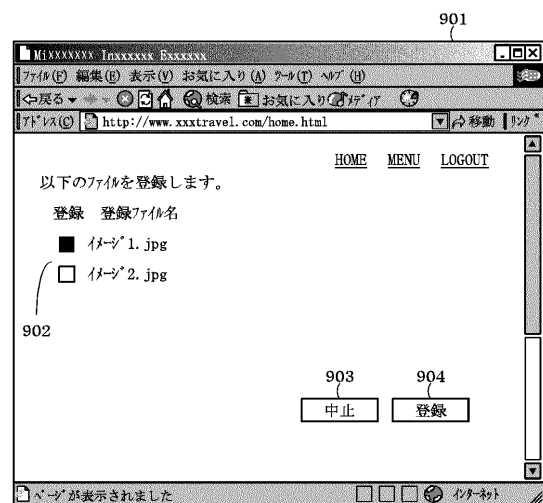 901
Mixxxxxxx Inxxxxxx Exxxxxx
ﾌｧｲﾙ(F) 編集(E) 表示(V) お気に入り(A) ﾂｰﾙ(T) ﾍﾙﾌﾟ(H)
戻る 検索 お気に入り ﾒﾃﾞｨｱ
ｱﾄﾞﾚｽ(C) http://www.xxxtravel.com/home.html 移動 ﾘﾝｸ
HOME MENU LOGOUT
以下のﾌｧｲﾙを登録します。
登録 登録ﾌｧｲﾙ名
ｲﾒｰｼﾞ1.jpg
ｲﾒｰｼﾞ2.jpg
902
903 904
中止 登録
ﾍﾟｰｼﾞが表示されました ｲﾝﾀｰﾈｯﾄ